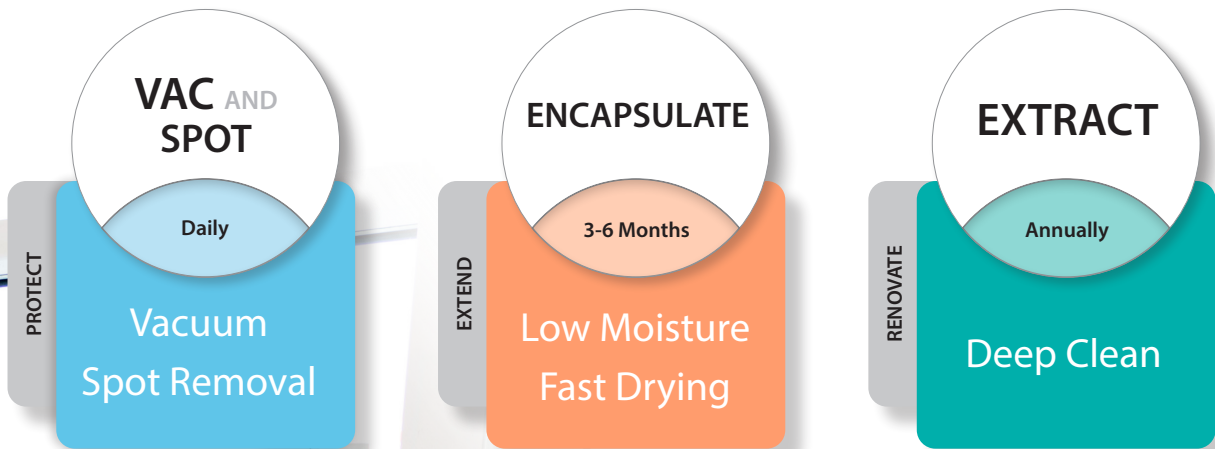 VAC AND
SPOT
Daily
PROTECT
Vacuum
Spot Removal
ENCAPSULATE
3-6 Months
EXTEND
Low Moisture
Fast Drying
EXTRACT
Annually
RENOVATE
Deep Clean